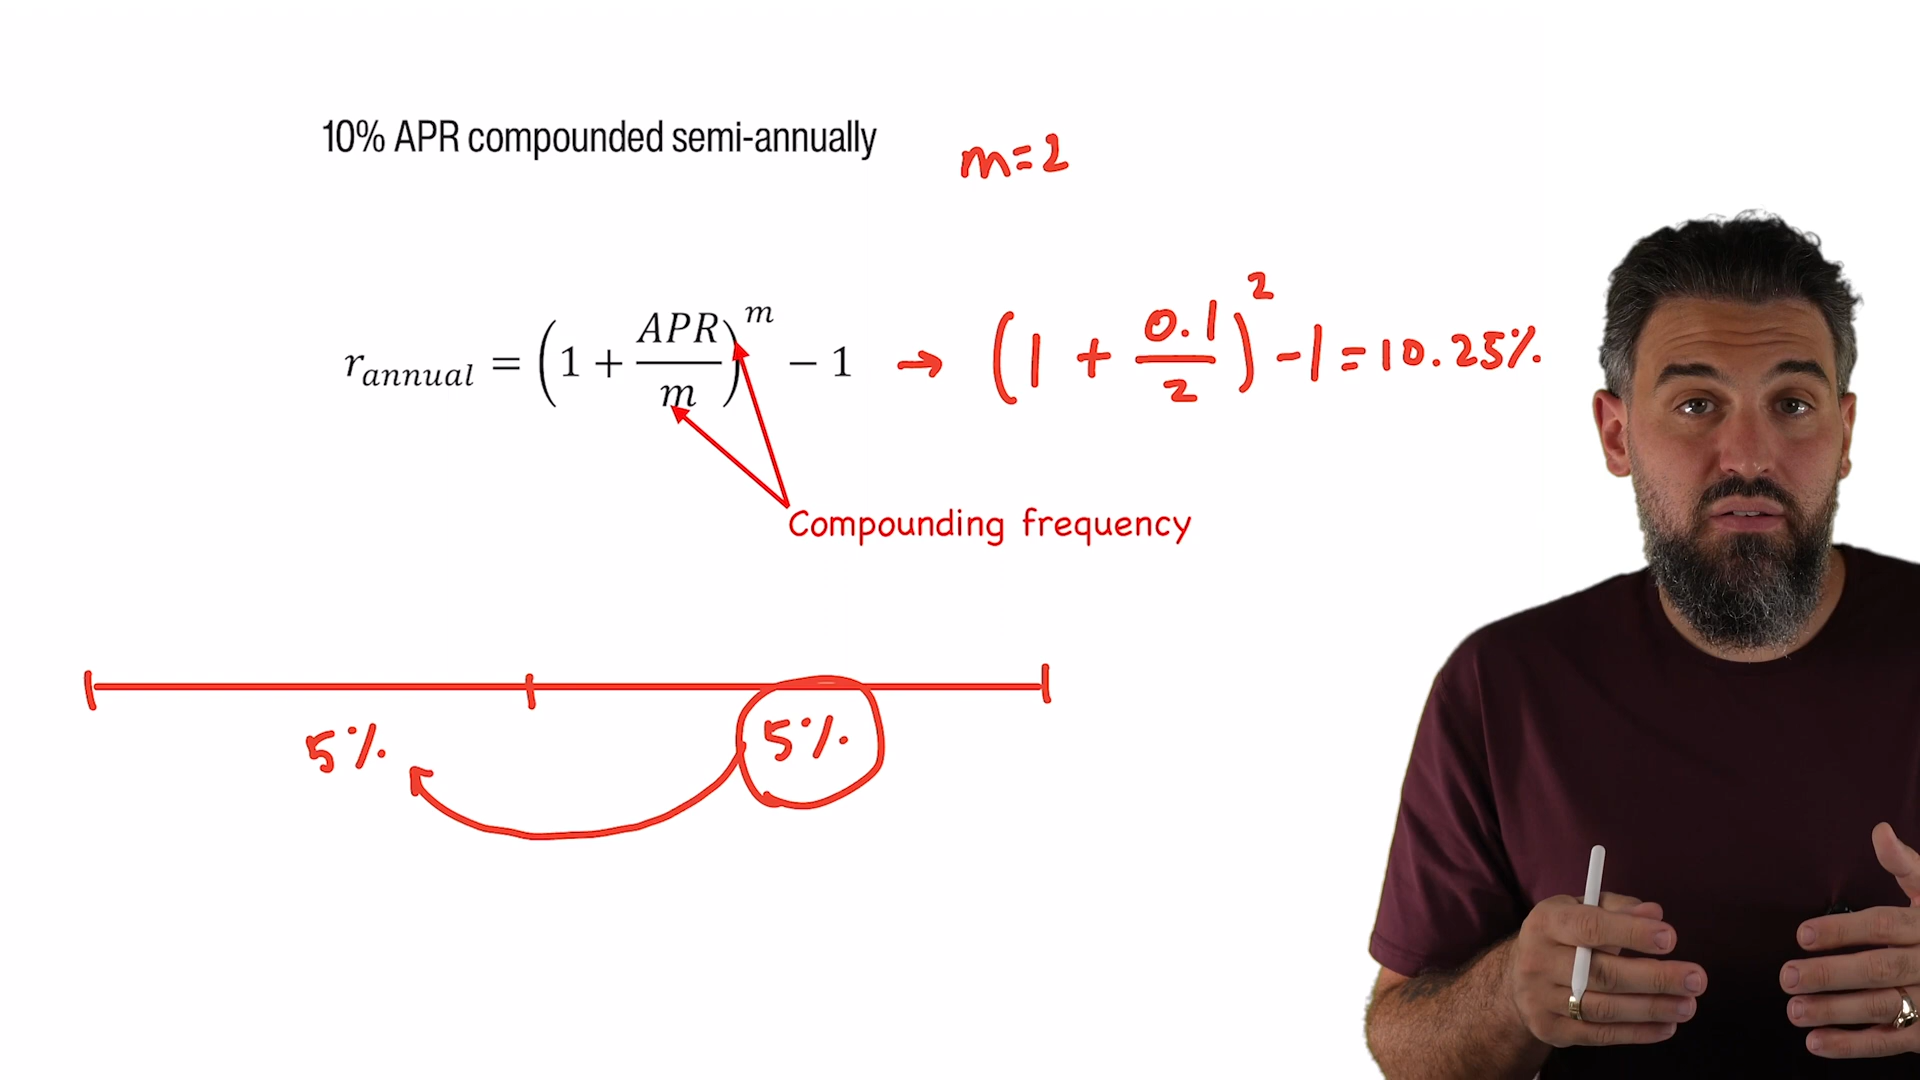 10% APR compounded semi-annually
m=2
r_annual = (1 + APR/m)^m − 1 → (1 + 0.1/2)^2 -1 = 10.25%
Compounding frequency
5% 5%